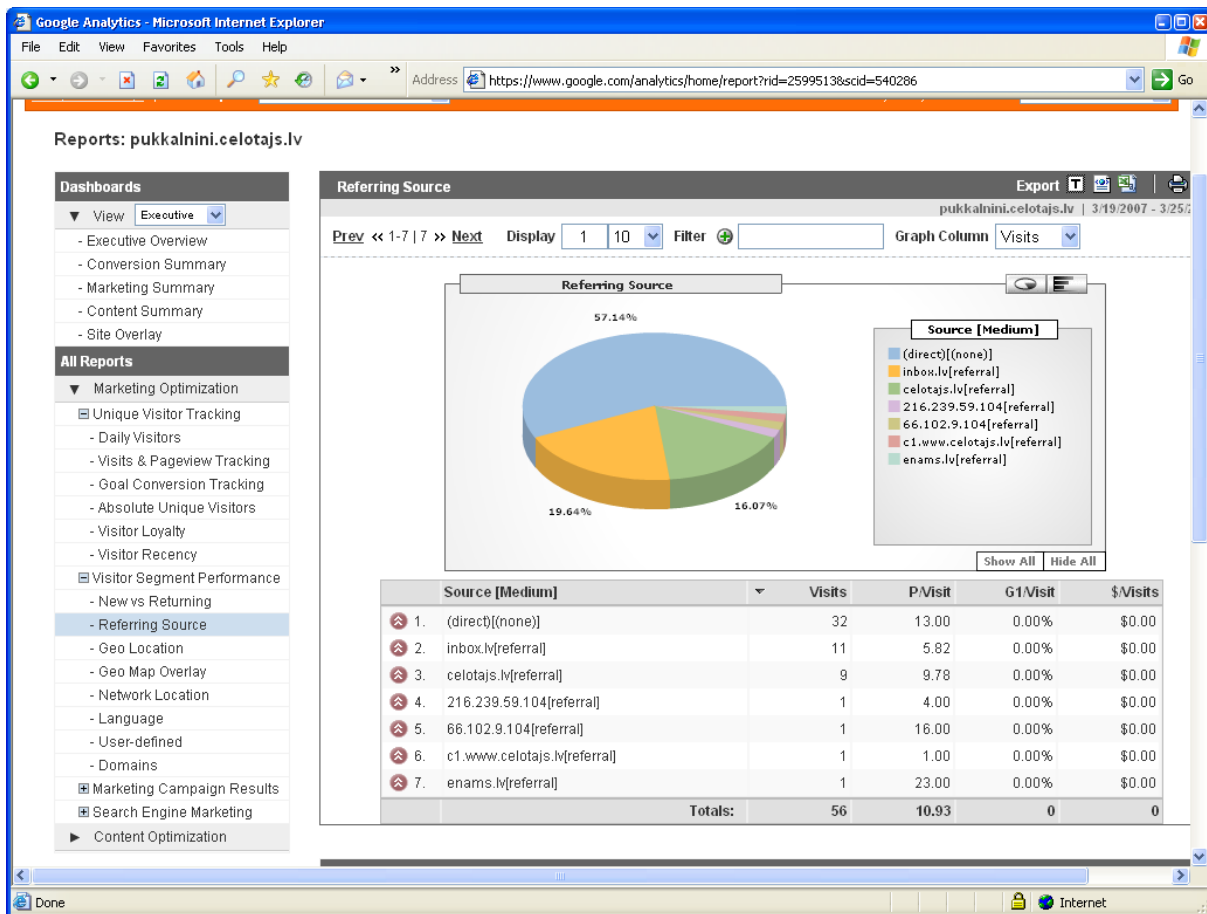 Google Analytics - Microsoft Internet Explorer
File Edit View Favorites Tools Help
» Address https://www.google.com/analytics/home/report?rid=2599513&scid=540286 Go
Reports: pukkalnini.celotajs.lv
Dashboards
▼ View Executive
- Executive Overview
- Conversion Summary
- Marketing Summary
- Content Summary
- Site Overlay
All Reports
▼ Marketing Optimization
Unique Visitor Tracking
- Daily Visitors
- Visits & Pageview Tracking
- Goal Conversion Tracking
- Absolute Unique Visitors
- Visitor Loyalty
- Visitor Recency
Visitor Segment Performance
- New vs Returning
- Referring Source
- Geo Location
- Geo Map Overlay
- Network Location
- Language
- User-defined
- Domains
Marketing Campaign Results
Search Engine Marketing
► Content Optimization
Referring Source Export T
pukkalnini.celotajs.lv | 3/19/2007 - 3/25/2
Prev « 1-7 | 7 » Next Display 1 10 Filter Graph Column Visits
Referring Source
57.14%
19.64%
16.07%
Source [Medium]
(direct)[(none)]
inbox.lv[referral]
celotajs.lv[referral]
216.239.59.104[referral]
66.102.9.104[referral]
c1.www.celotajs.lv[referral]
enams.lv[referral]
Show All Hide All
Source [Medium] Visits P/Visit G1/Visit $/Visits
1. (direct)[(none)] 32 13.00 0.00% $0.00
2. inbox.lv[referral] 11 5.82 0.00% $0.00
3. celotajs.lv[referral] 9 9.78 0.00% $0.00
4. 216.239.59.104[referral] 1 4.00 0.00% $0.00
5. 66.102.9.104[referral] 1 16.00 0.00% $0.00
6. c1.www.celotajs.lv[referral] 1 1.00 0.00% $0.00
7. enams.lv[referral] 1 23.00 0.00% $0.00
Totals: 56 10.93 0 0
Done Internet